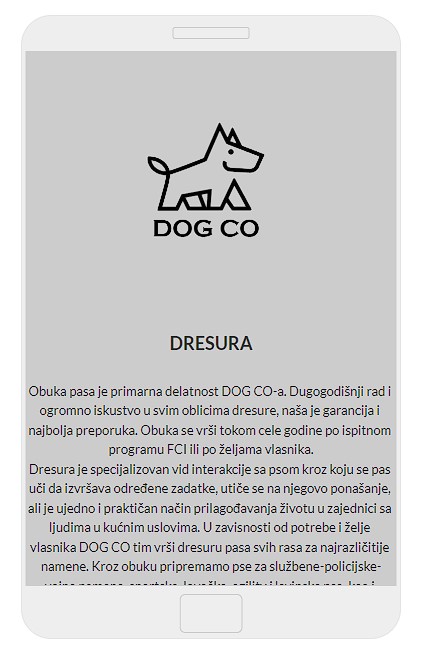 DOG CO
DRESURA
Obuka pasa je primarna delatnost DOG CO-a. Dugogodišnji rad i
ogromno iskustvo u svim oblicima dresure, naša je garancija i
najbolja preporuka. Obuka se vrši tokom cele godine po ispitnom
programu FCI ili po željama vlasnika.
Dresura je specijalizovan vid interakcije sa psom kroz koju se pas
uči da izvršava određene zadatke, utiče se na njegovo ponašanje,
ali je ujedno i praktičan način prilagođavanja životu u zajednici sa
ljudima u kućnim uslovima. U zavisnosti od potrebe i želje
vlasnika DOG CO tim vrši dresuru pasa svih rasa za najrazličitije
namene. Kroz obuku pripremamo pse za službene-policijske-